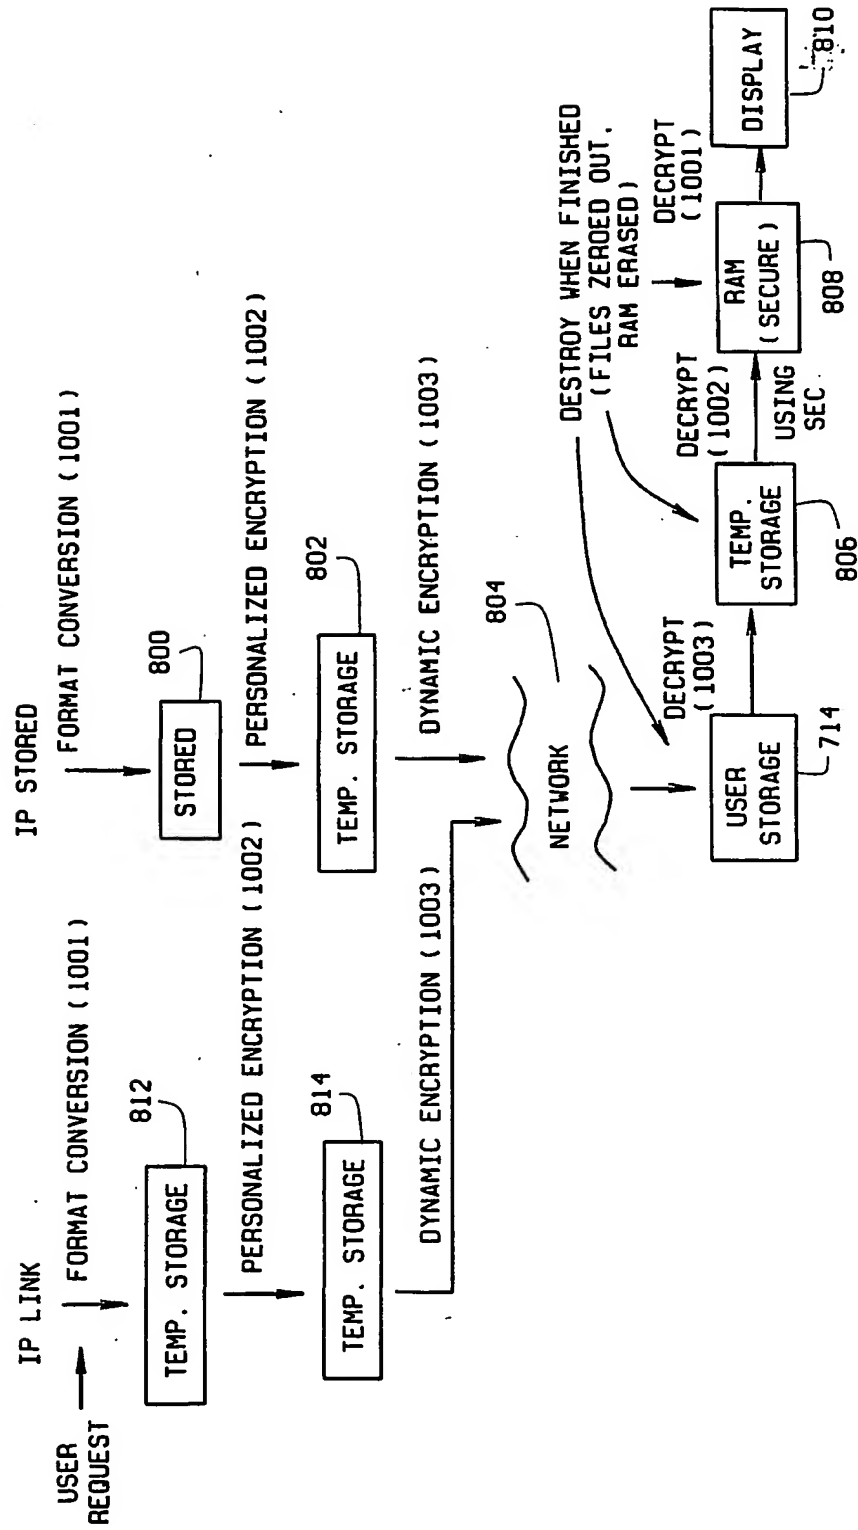 USER
REQUEST
IP LINK
FORMAT CONVERSION (1001)
TEMP. STORAGE
812
PERSONALIZED ENCRYPTION (1002)
TEMP. STORAGE
814
DYNAMIC ENCRYPTION (1003)
IP STORED
FORMAT CONVERSION (1001)
STORED
800
PERSONALIZED ENCRYPTION (1002)
TEMP. STORAGE
802
DYNAMIC ENCRYPTION (1003)
NETWORK
804
DESTROY WHEN FINISHED
(FILES ZEROED OUT,
RAM ERASED)
USER
STORAGE
714
DECRYPT
(1003)
TEMP.
STORAGE
806
DECRYPT
(1002)
USING
SEC.
RAM
(SECURE)
808
DECRYPT
(1001)
DISPLAY
810